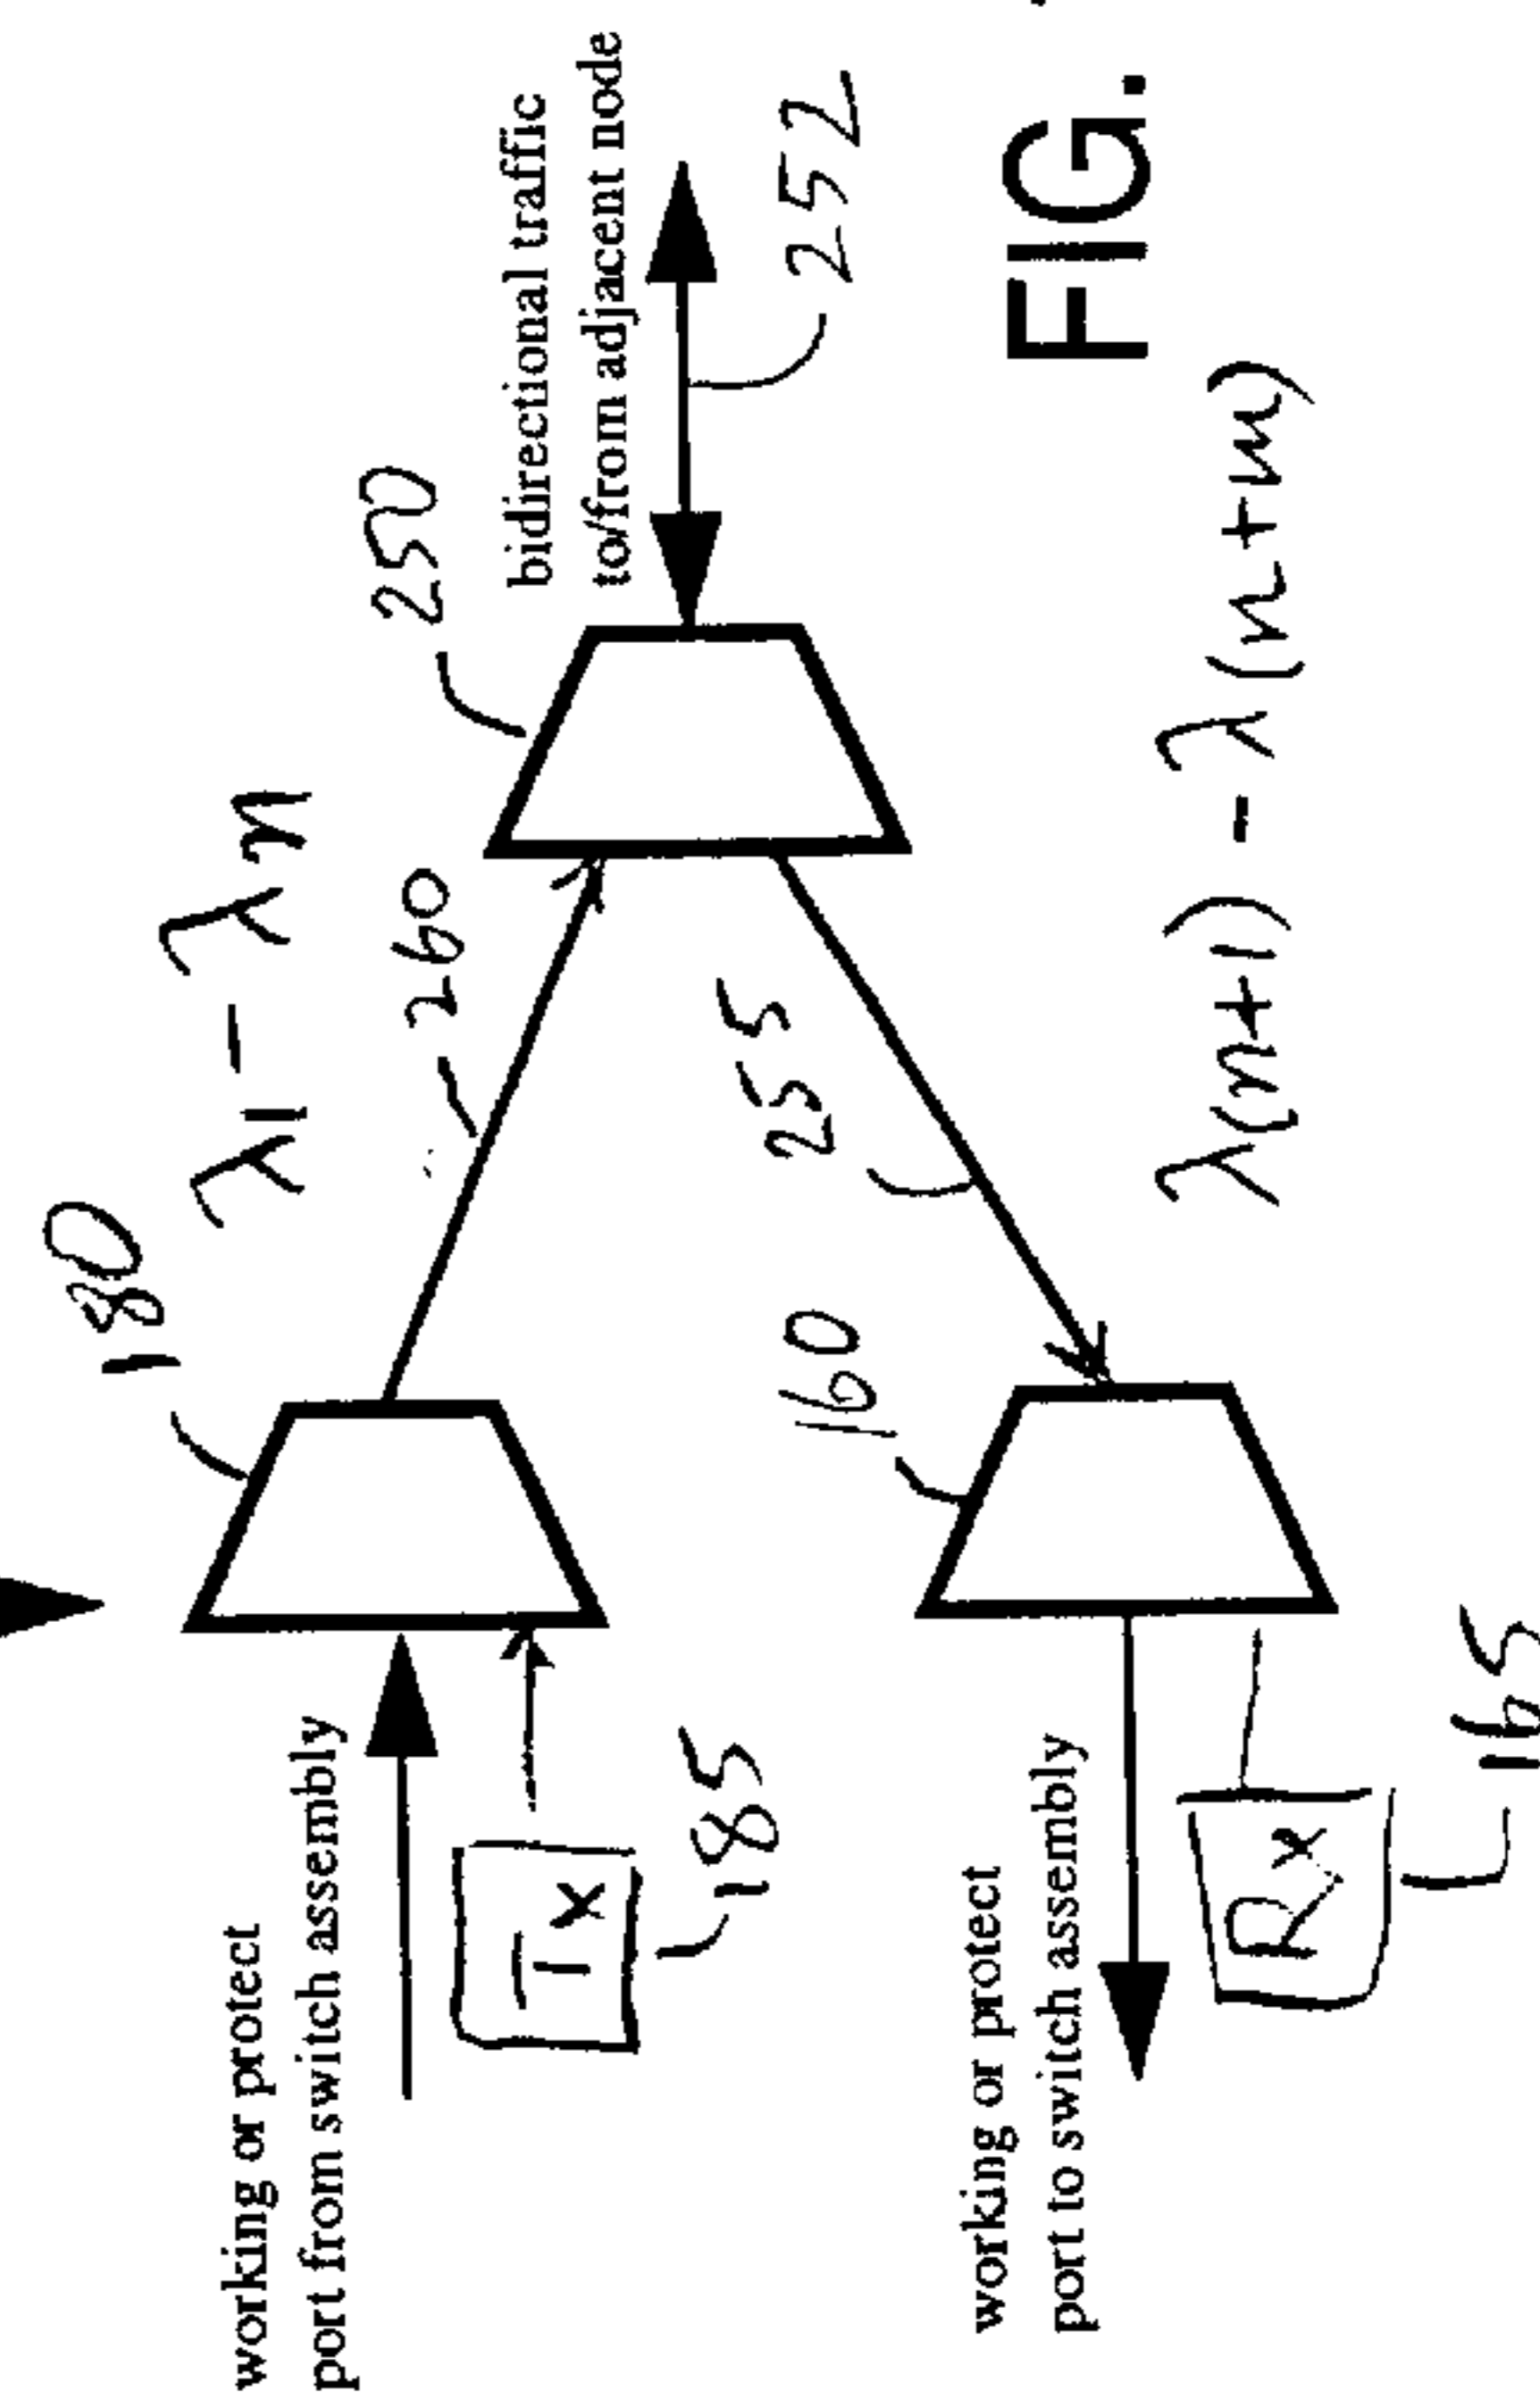 180
λ1 - λn
250
260
bidirectional traffic
to/from adjacent node
252
working or protect
port from switch assembly
Tx
185
255
160
working or protect
port to switch assembly
Rx
165
λ(n+1) - λ(n+m)
FIG.